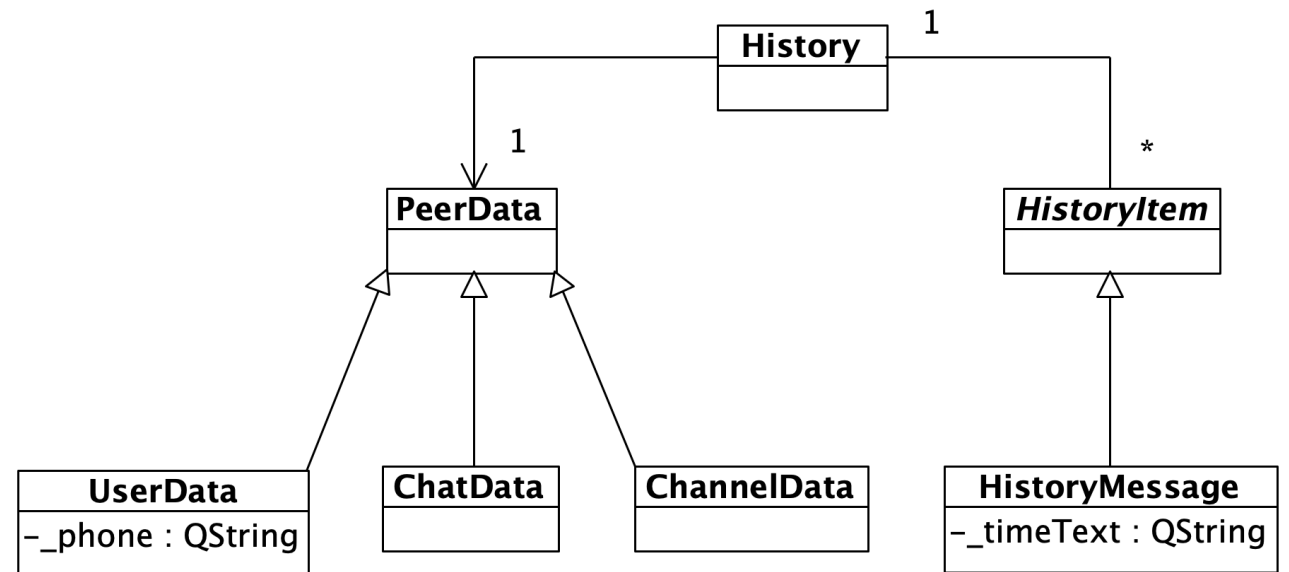 History
1
1
*
PeerData
HistoryItem
UserData
-_phone : QString
ChatData
ChannelData
HistoryMessage
-_timeText : QString